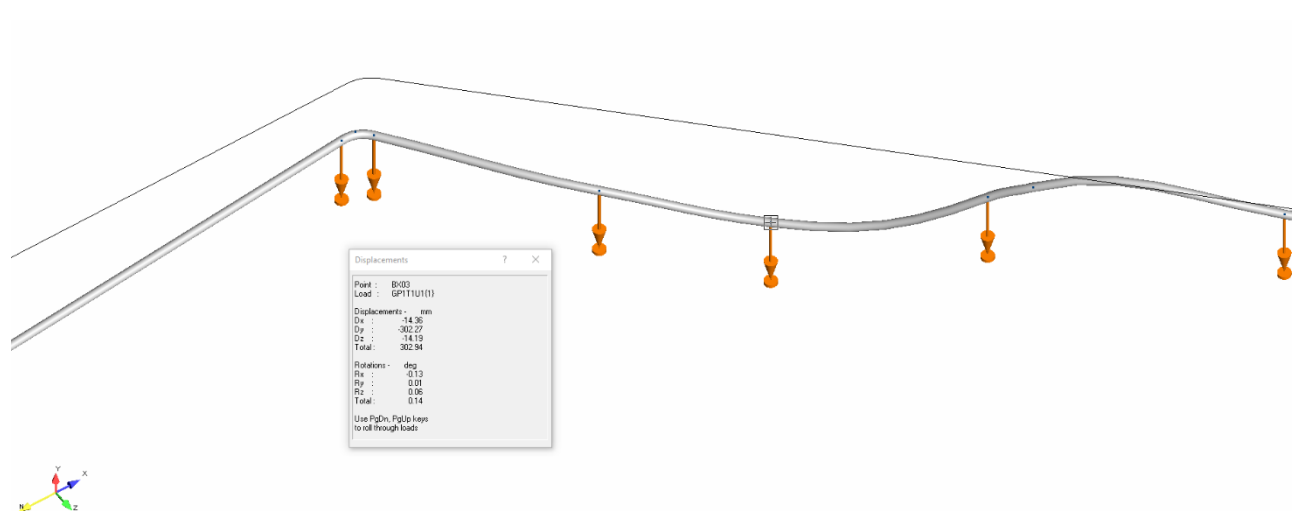 Displacements ? ×
Point : BX03
Load : GP1T1U1{1}
Displacements - mm
Dx : -14.36
Dy : -302.27
Dz : -14.19
Total : 302.94
Rotations - deg
Rx : -0.13
Ry : 0.01
Rz : 0.06
Total : 0.14
Use PgDn, PgUp keys
to roll through loads
Y
X
N
Z